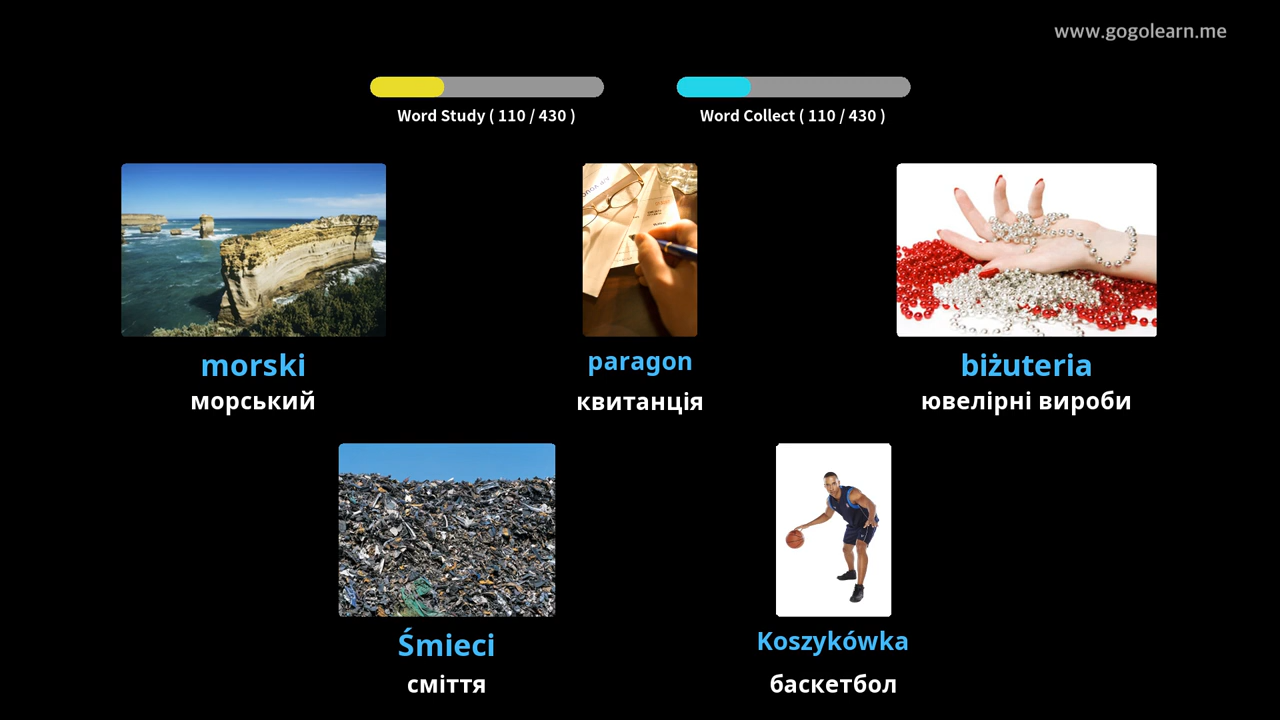 www.gogolearn.me
Word Study ( 110 / 430 )
Word Collect ( 110 / 430 )
morski
морський
paragon
квитанція
biżuteria
ювелірні вироби
Śmieci
сміття
Koszykówka
баскетбол